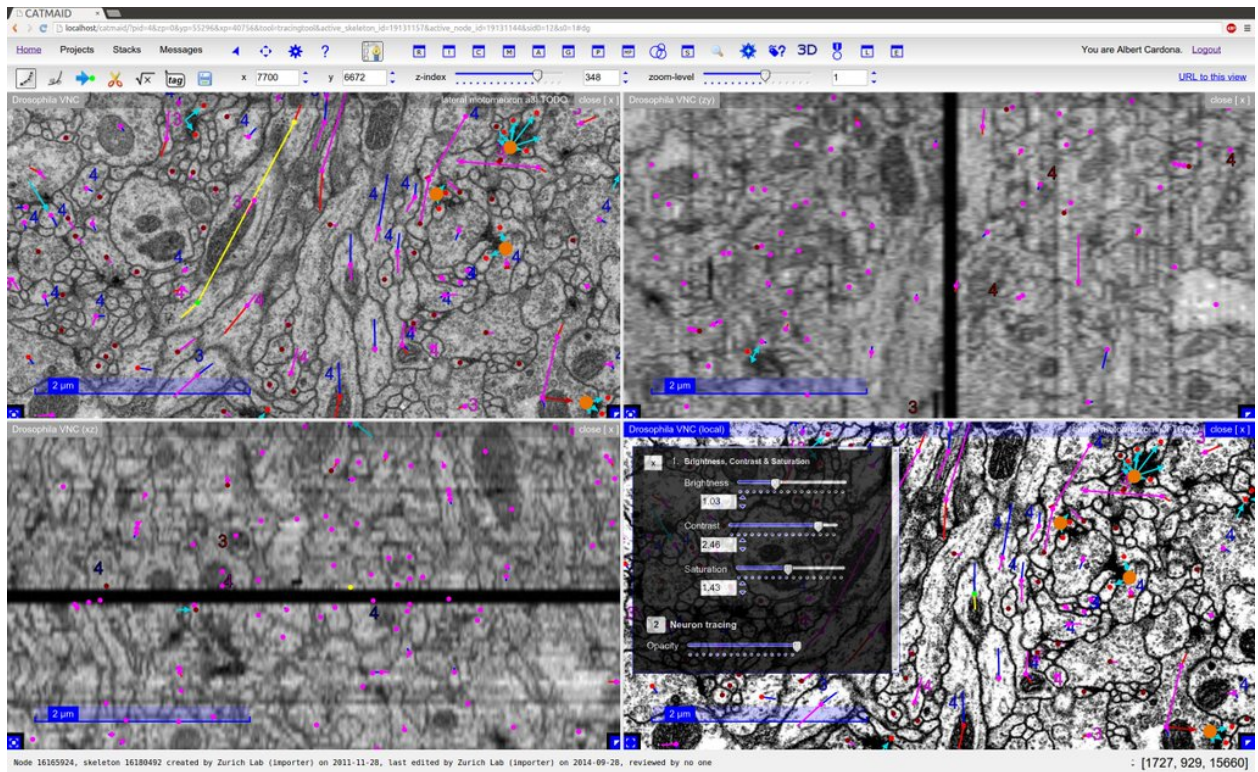 CATMAID
localhost/catmaid/?pid=4&zp=0&yp=55296&xp=40756&tool=tracingtool&active_skeleton_id=19131157&active_node_id=19131144&sid0=12&s0=1#dg
Home Projects Stacks Messages ? R I C M A G P MF S 3D L E You are Albert Cardona. Logout
√x tag x 7700 y 6672 z-index 348 zoom-level 1 URL to this view
Drosophila VNC lateral motorneuron a3l TODO close [ x ]
2 µm
Drosophila VNC (zy) close [ x ]
2 µm
Drosophila VNC (xz) close [ x ]
2 µm
Drosophila VNC (local) close [ x ]
x 1. Brightness, Contrast & Saturation
Brightness
1.03
Contrast
2.46
Saturation
1.43
2 Neuron tracing
Opacity
2 µm
Node 16165924, skeleton 16180492 created by Zurich Lab (importer) on 2011-11-28, last edited by Zurich Lab (importer) on 2014-09-28, reviewed by no one : [1727, 929, 15660]